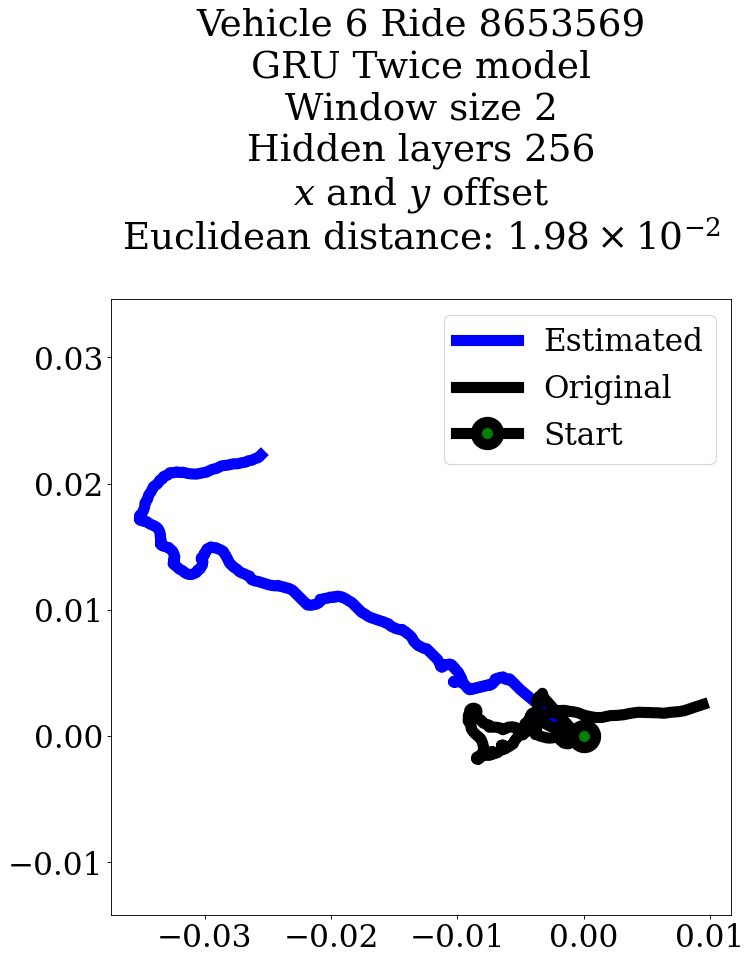 Vehicle 6 Ride 8653569
GRU Twice model
Window size 2
Hidden layers 256
x and y offset
Euclidean distance: 1.98 × 10⁻²
Estimated
Original
Start
0.03
0.02
0.01
0.00
−0.01
−0.03
−0.02
−0.01
0.00
0.01